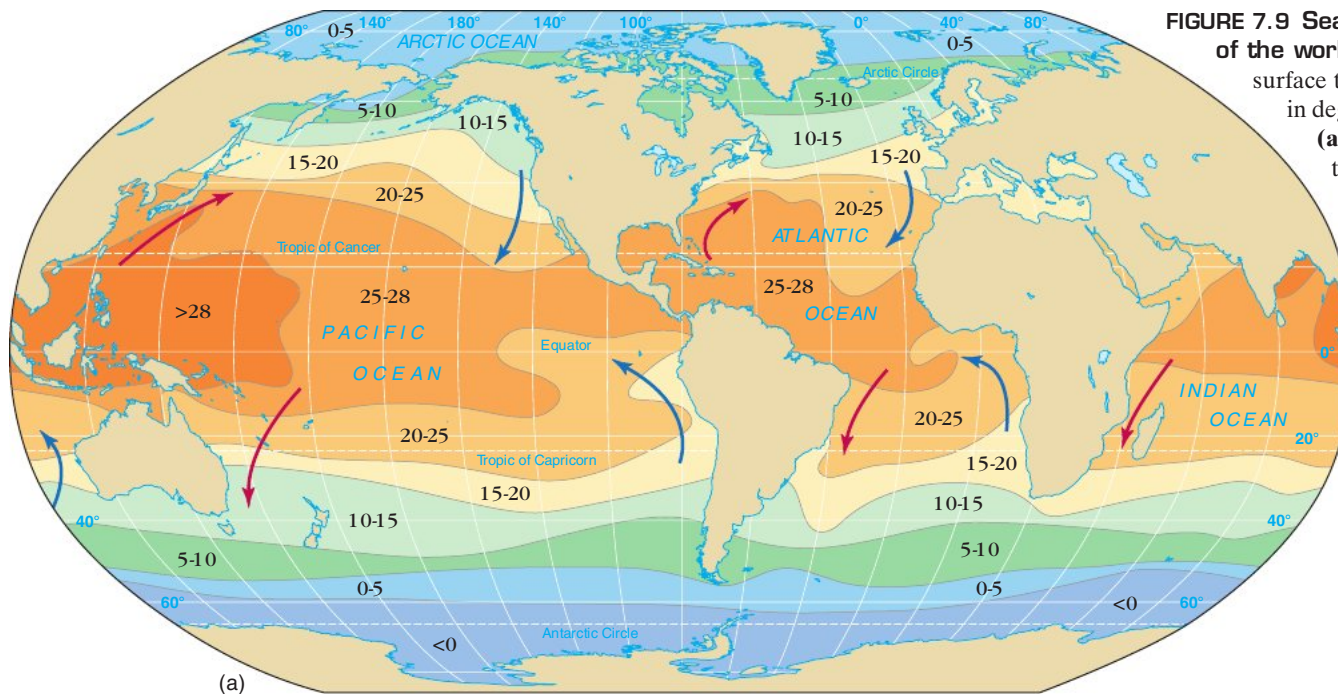 FIGURE 7.9 Sea
of the worl
surface t
in de
(a
t
80°
140°
180°
140°
100°
0°
40°
80°
0-5
ARCTIC OCEAN
0-5
Arctic Circle
5-10
5-10
10-15
10-15
15-20
15-20
20-25
20-25
ATLANTIC
Tropic of Cancer
25-28
25-28
>28
OCEAN
PACIFIC
Equator
0°
OCEAN
INDIAN
OCEAN
20-25
20-25
20°
Tropic of Capricorn
15-20
15-20
10-15
10-15
40°
40°
5-10
5-10
0-5
0-5
60°
<0
60°
Antarctic Circle
<0
(a)